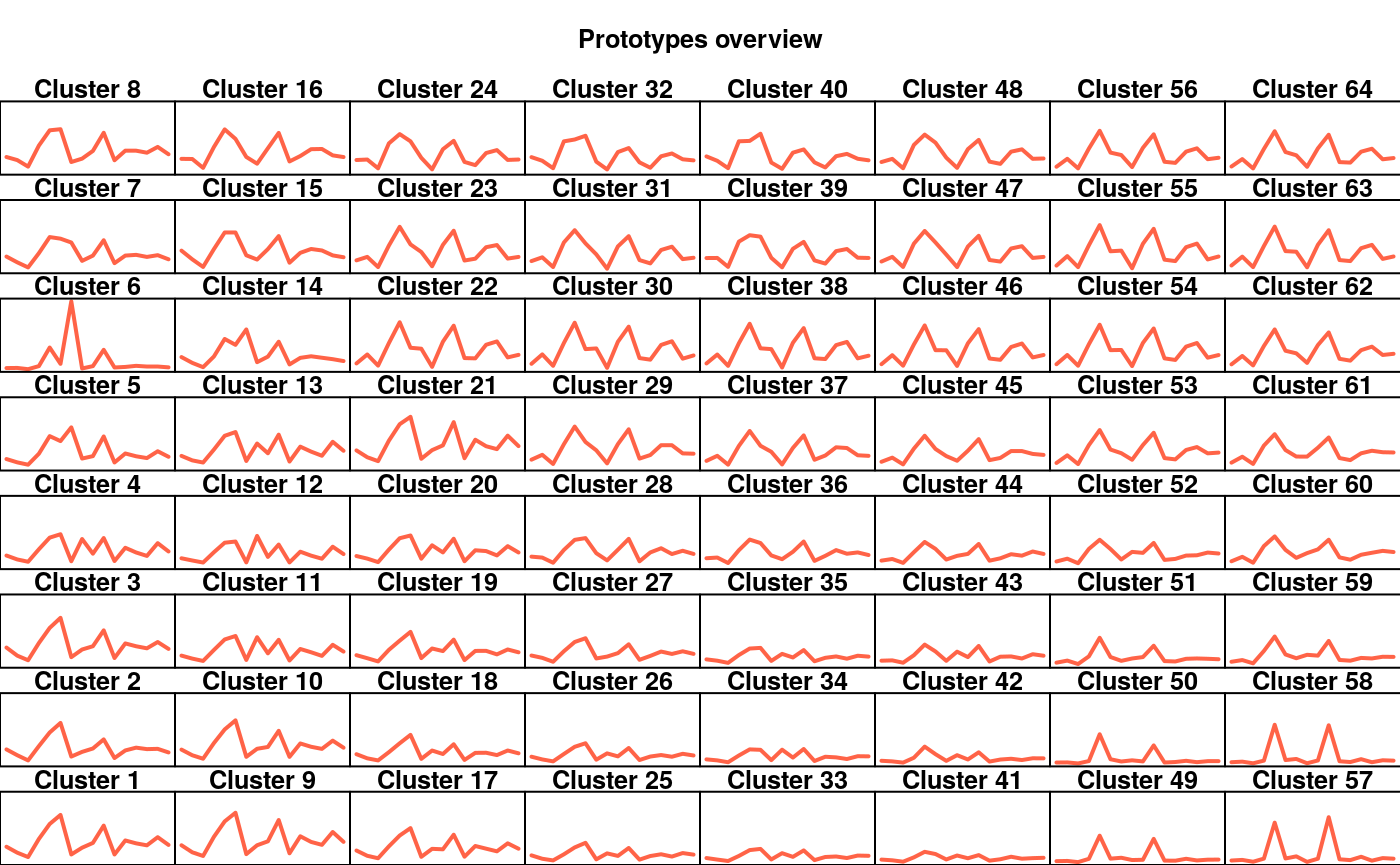 Prototypes overview
Cluster 8 Cluster 16 Cluster 24 Cluster 32 Cluster 40 Cluster 48 Cluster 56 Cluster 64
Cluster 7 Cluster 15 Cluster 23 Cluster 31 Cluster 39 Cluster 47 Cluster 55 Cluster 63
Cluster 6 Cluster 14 Cluster 22 Cluster 30 Cluster 38 Cluster 46 Cluster 54 Cluster 62
Cluster 5 Cluster 13 Cluster 21 Cluster 29 Cluster 37 Cluster 45 Cluster 53 Cluster 61
Cluster 4 Cluster 12 Cluster 20 Cluster 28 Cluster 36 Cluster 44 Cluster 52 Cluster 60
Cluster 3 Cluster 11 Cluster 19 Cluster 27 Cluster 35 Cluster 43 Cluster 51 Cluster 59
Cluster 2 Cluster 10 Cluster 18 Cluster 26 Cluster 34 Cluster 42 Cluster 50 Cluster 58
Cluster 1 Cluster 9 Cluster 17 Cluster 25 Cluster 33 Cluster 41 Cluster 49 Cluster 57